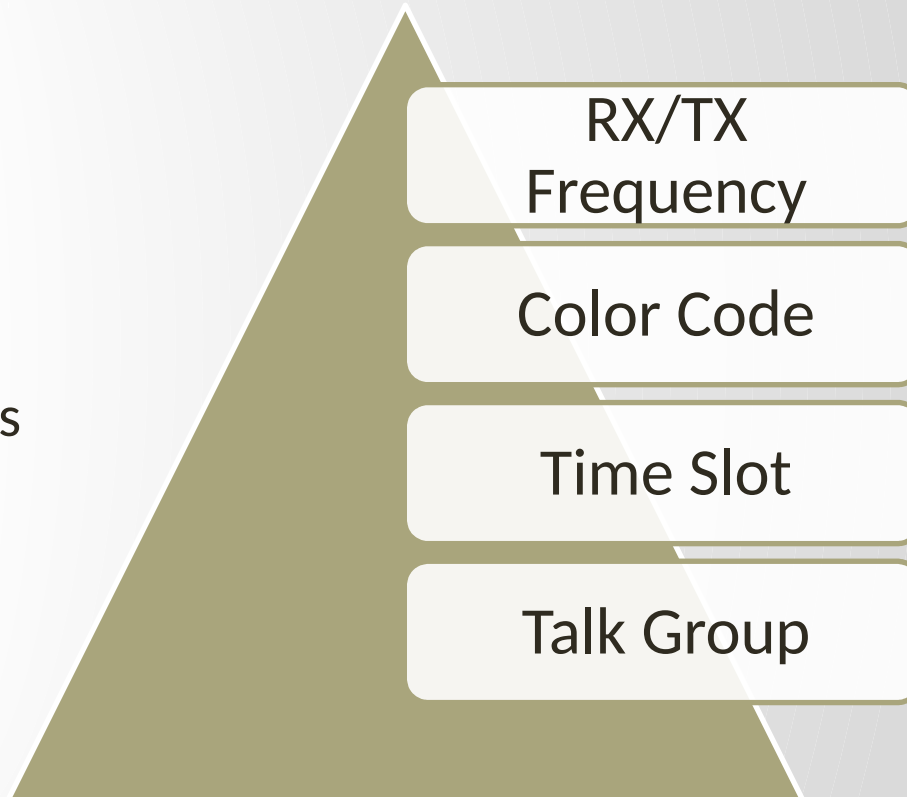 RX/TX
Frequency
Color Code
s
Time Slot
Talk Group